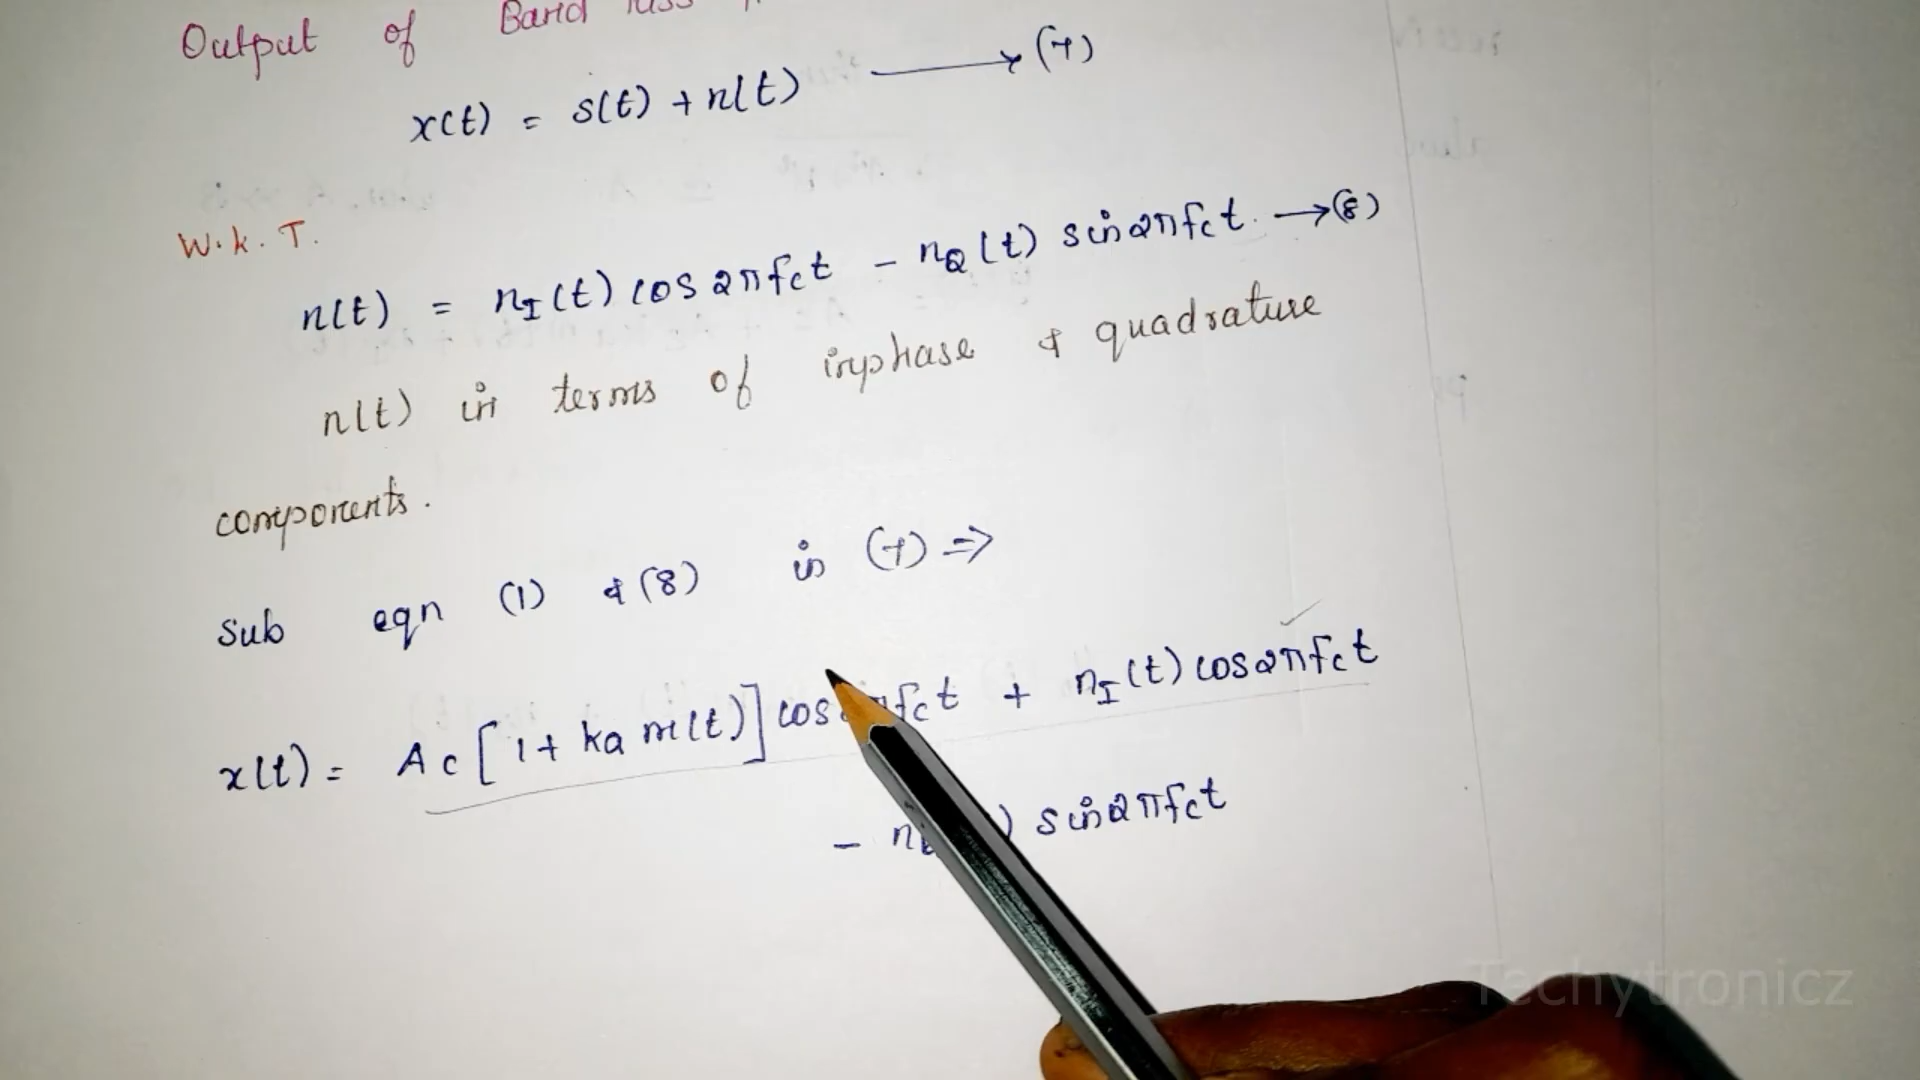 Output of Band
x(t) = s(t) + n(t) ⟶ (7)
W.k.T.
n(t) = nI(t) cos 2πfct - nQ(t) sin 2πfct. → (8)
n(t) in terms of inphase & quadrature
components.
Sub eqn (1) & (8) in (7) ⇒
x(t) = Ac [1 + ka m(t)] cos fct + nI(t) cos 2πfct
- n ) sin 2πfct
Techytronicz